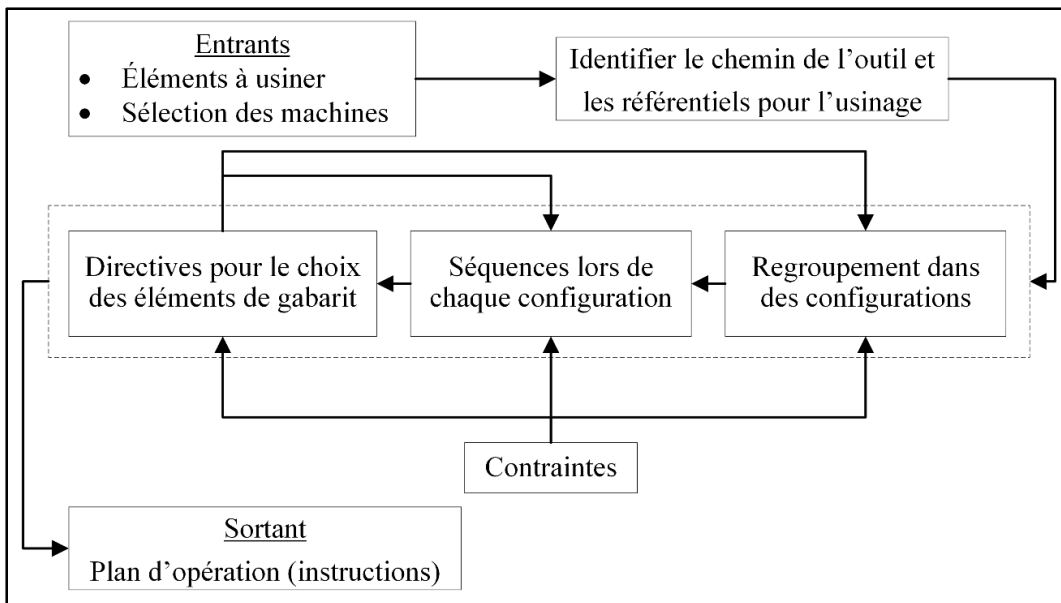 Entrants
• Éléments à usiner
• Sélection des machines
Identifier le chemin de l’outil et
les référentiels pour l’usinage
Directives pour le choix
des éléments de gabarit
Séquences lors de
chaque configuration
Regroupement dans
des configurations
Contraintes
Sortant
Plan d’opération (instructions)